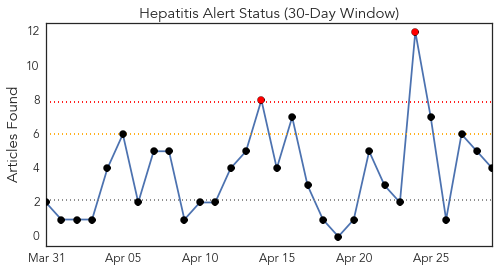 Hepatitis Alert Status (30-Day Window)
Articles Found
12
10
8
6
4
2
0
Mar 31
Apr 05
Apr 10
Apr 15
Apr 20
Apr 25